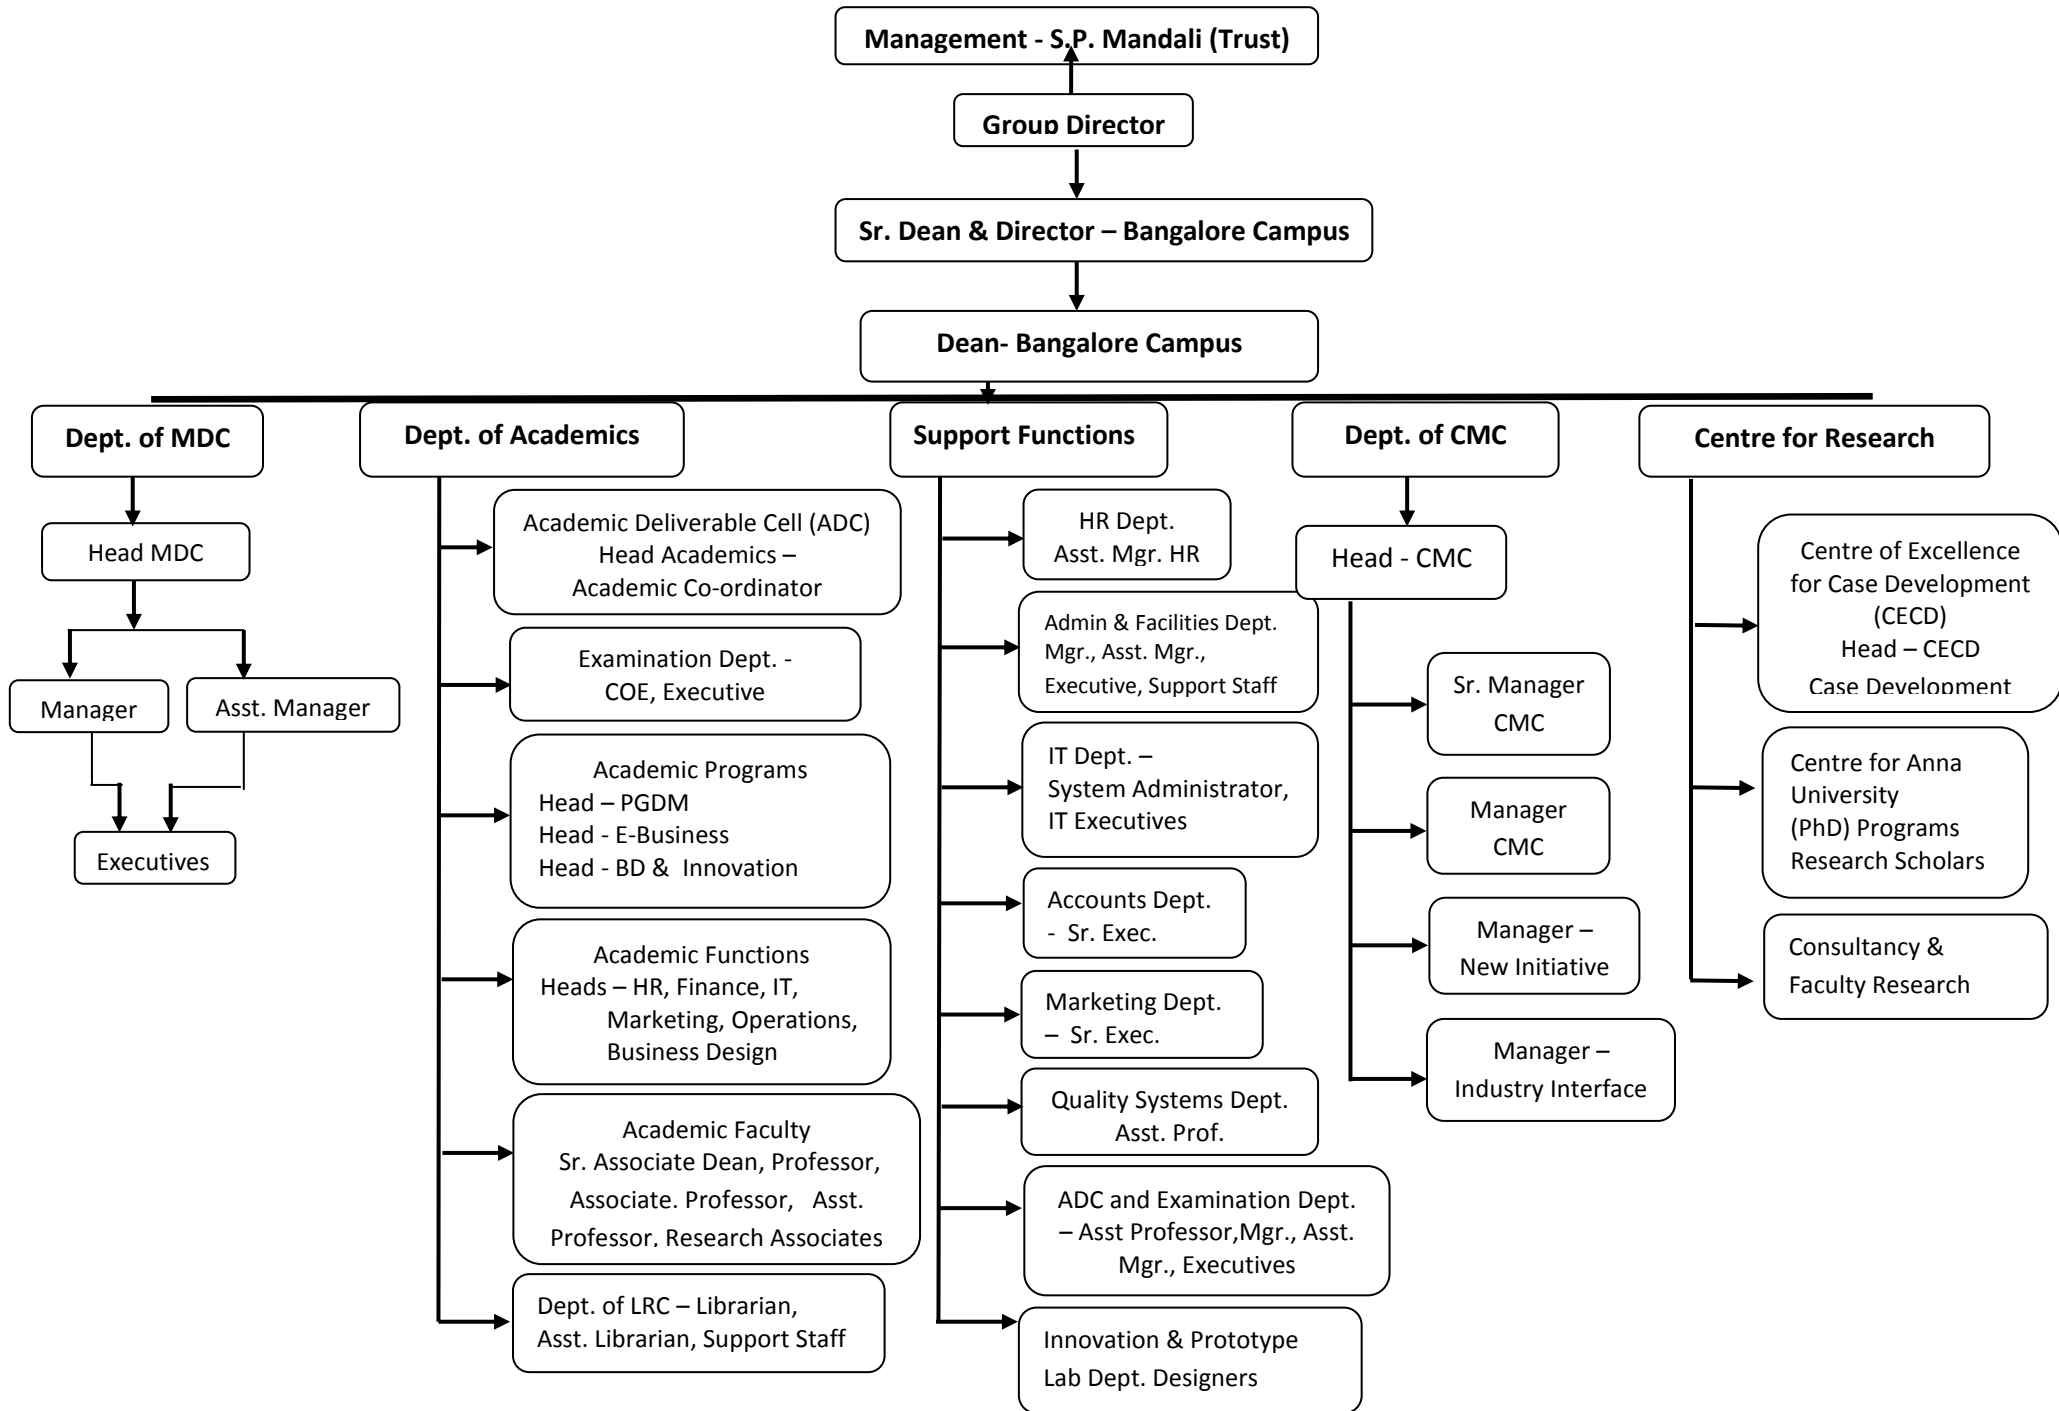 Management - S.P. Mandali (Trust)
Group Director
Sr. Dean & Director – Bangalore Campus
Dean- Bangalore Campus
Dept. of MDC
Head MDC
Manager
Asst. Manager
Executives
Dept. of Academics
Academic Deliverable Cell (ADC)
Head Academics –
Academic Co-ordinator
Examination Dept. -
COE, Executive
Academic Programs
Head – PGDM
Head - E-Business
Head - BD & Innovation
Academic Functions
Heads – HR, Finance, IT,
Marketing, Operations,
Business Design
Academic Faculty
Sr. Associate Dean, Professor,
Associate. Professor, Asst.
Professor, Research Associates
Dept. of LRC – Librarian,
Asst. Librarian, Support Staff
Support Functions
HR Dept.
Asst. Mgr. HR
Admin & Facilities Dept.
Mgr., Asst. Mgr.,
Executive, Support Staff
IT Dept. –
System Administrator,
IT Executives
Accounts Dept.
- Sr. Exec.
Marketing Dept.
– Sr. Exec.
Quality Systems Dept.
Asst. Prof.
ADC and Examination Dept.
– Asst Professor,Mgr., Asst.
Mgr., Executives
Innovation & Prototype
Lab Dept. Designers
Dept. of CMC
Head - CMC
Sr. Manager
CMC
Manager
CMC
Manager –
New Initiative
Manager –
Industry Interface
Centre for Research
Centre of Excellence
for Case Development
(CECD)
Head – CECD
Case Development
Centre for Anna
University
(PhD) Programs
Research Scholars
Consultancy &
Faculty Research